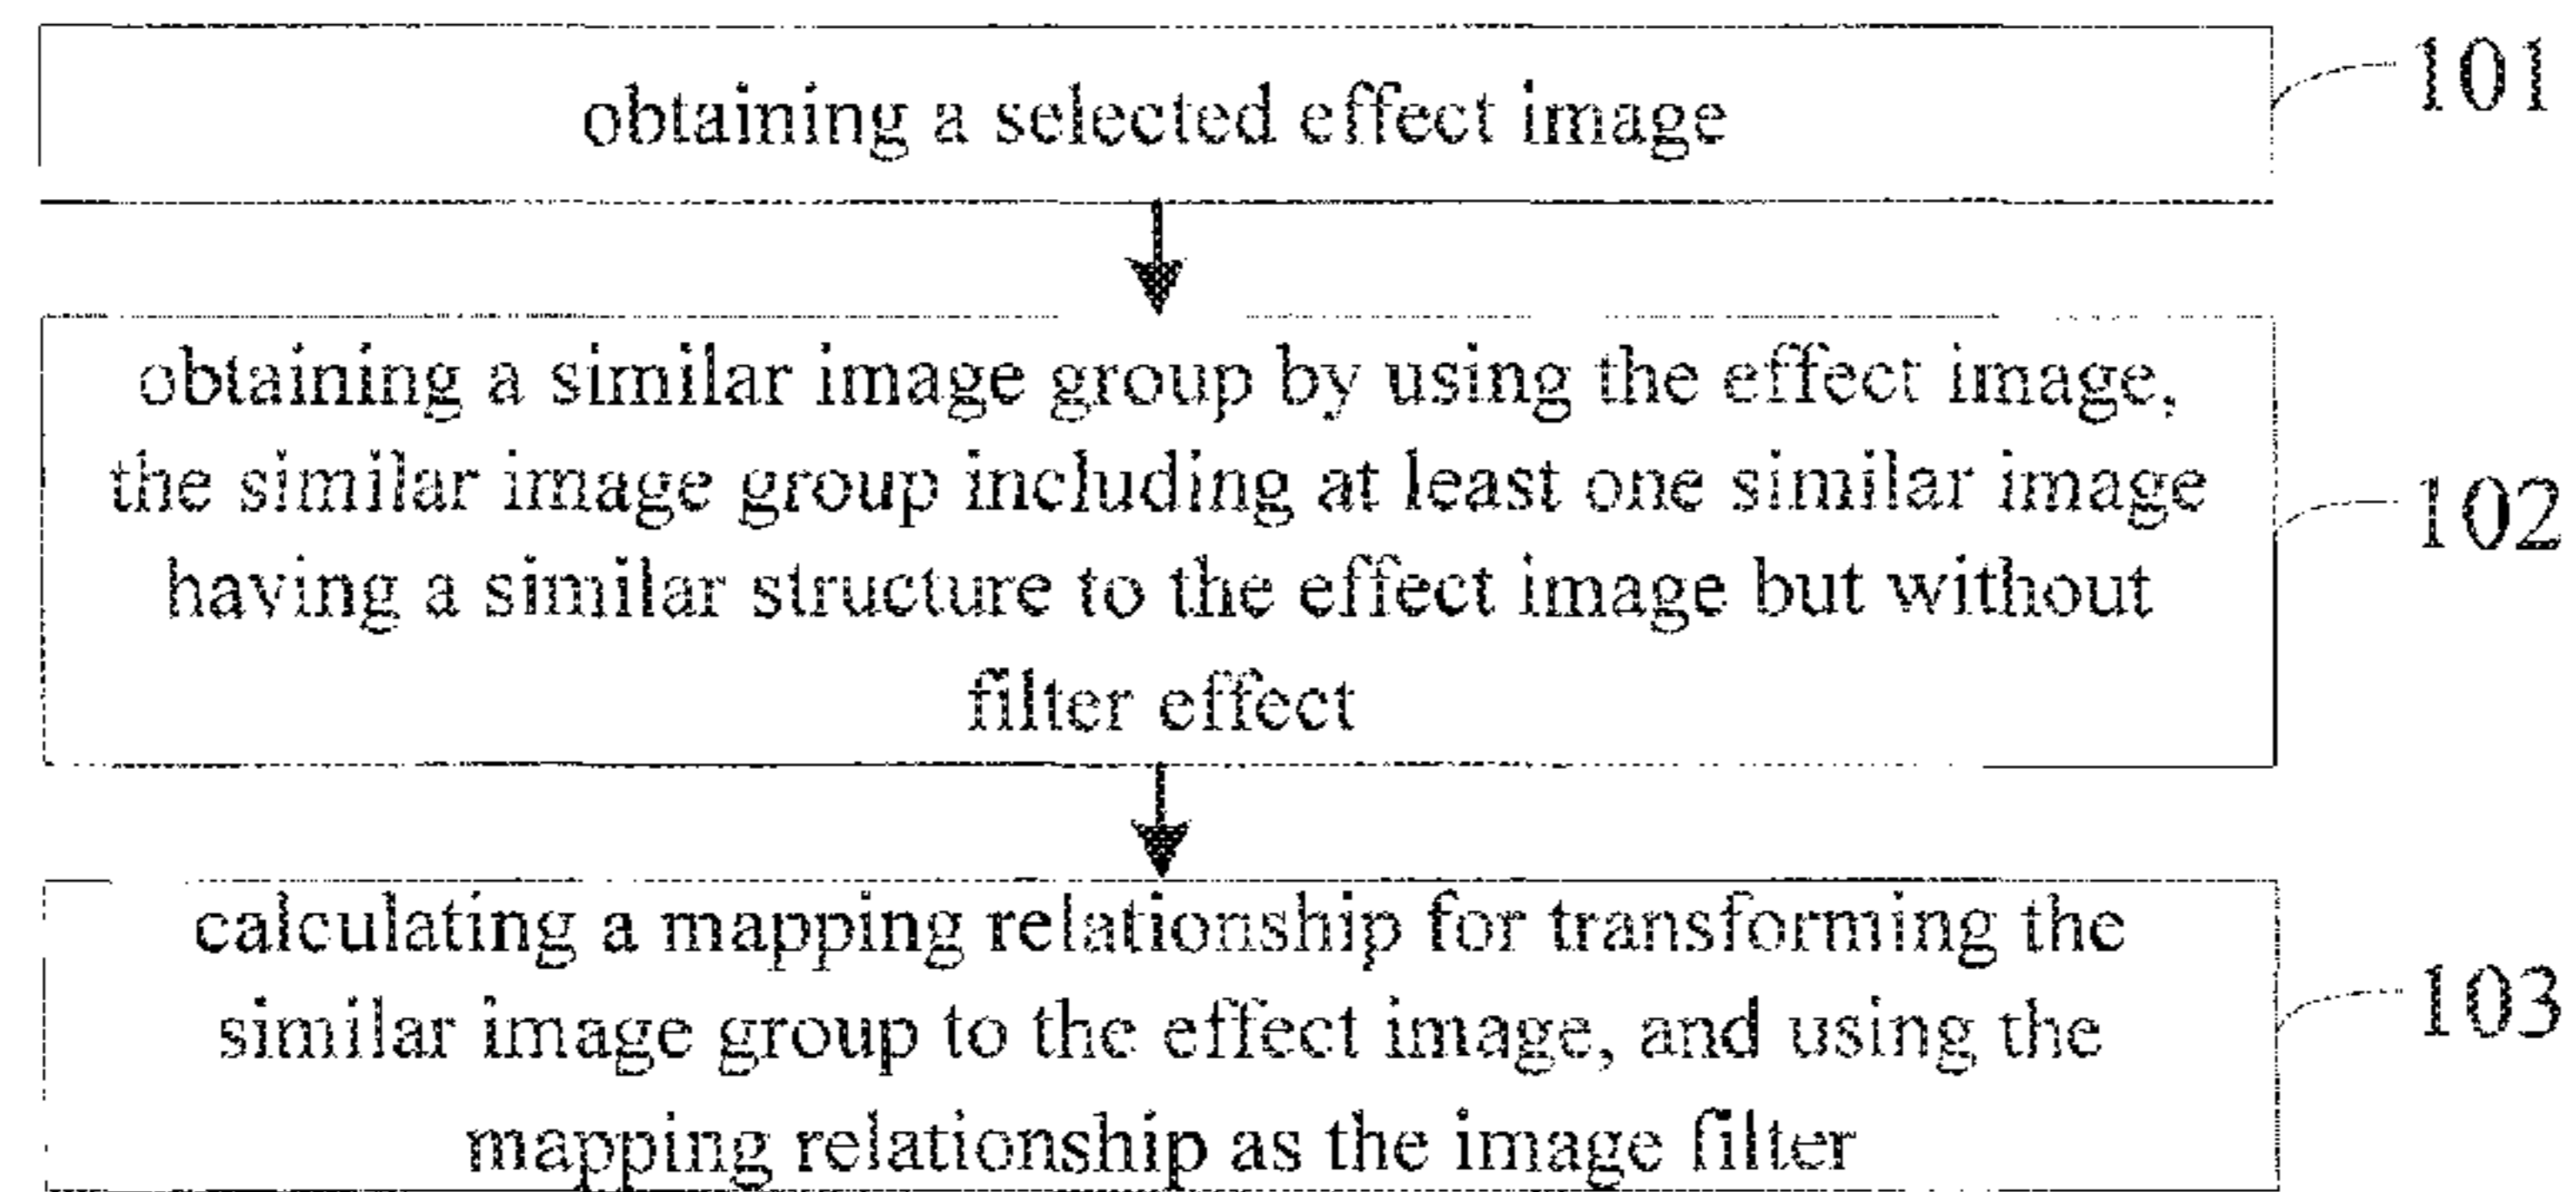 obtaining a selected effect image
101
obtaining a similar image group by using the effect image,
the similar image group including at least one similar image
having a similar structure to the effect image but without
filter effect
102
calculating a mapping relationship for transforming the
similar image group to the effect image, and using the
mapping relationship as the image filter
103